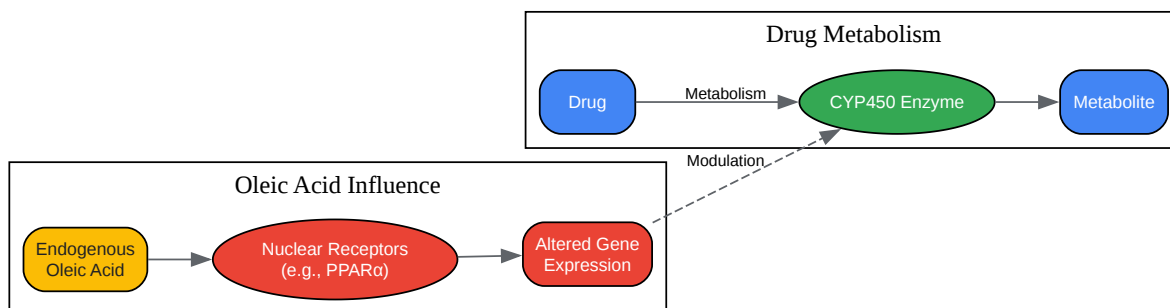 Drug Metabolism
Drug
Metabolism
CYP450 Enzyme
Metabolite
Modulation
Oleic Acid Influence
Endogenous
Oleic Acid
Nuclear Receptors
(e.g., PPARα)
Altered Gene
Expression